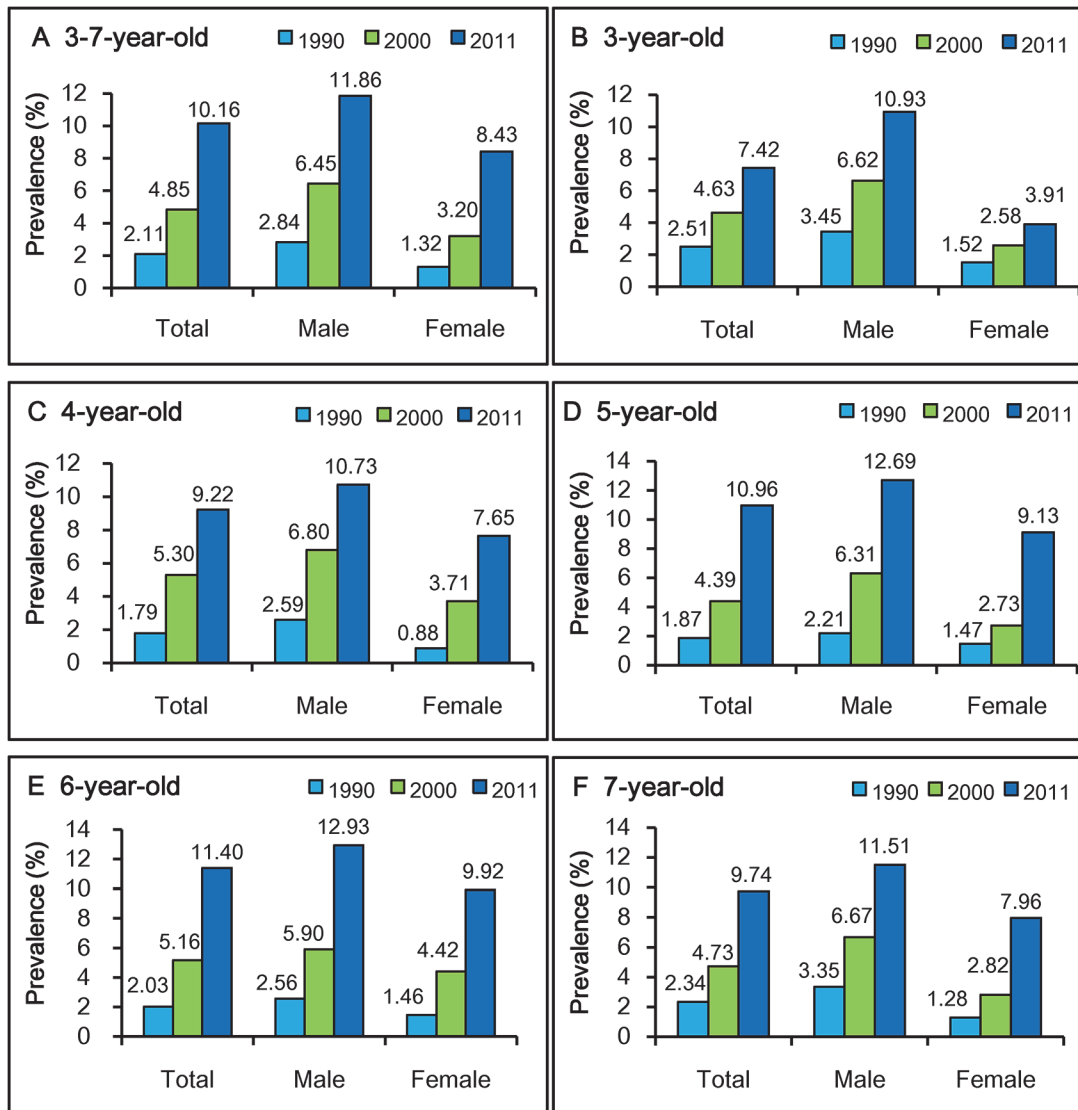 A 3-7-year-old
1990 2000 2011
Prevalence (%)
12
10
8
6
4
2
0
2.11 4.85 10.16
2.84 6.45 11.86
1.32 3.20 8.43
Total Male Female
B 3-year-old
1990 2000 2011
Prevalence (%)
12
10
8
6
4
2
0
2.51 4.63 7.42
3.45 6.62 10.93
1.52 2.58 3.91
Total Male Female
C 4-year-old
1990 2000 2011
Prevalence (%)
12
10
8
6
4
2
0
1.79 5.30 9.22
2.59 6.80 10.73
0.88 3.71 7.65
Total Male Female
D 5-year-old
1990 2000 2011
Prevalence (%)
14
12
10
8
6
4
2
0
1.87 4.39 10.96
2.21 6.31 12.69
1.47 2.73 9.13
Total Male Female
E 6-year-old
1990 2000 2011
Prevalence (%)
14
12
10
8
6
4
2
0
2.03 5.16 11.40
2.56 5.90 12.93
1.46 4.42 9.92
Total Male Female
F 7-year-old
1990 2000 2011
Prevalence (%)
14
12
10
8
6
4
2
0
2.34 4.73 9.74
3.35 6.67 11.51
1.28 2.82 7.96
Total Male Female